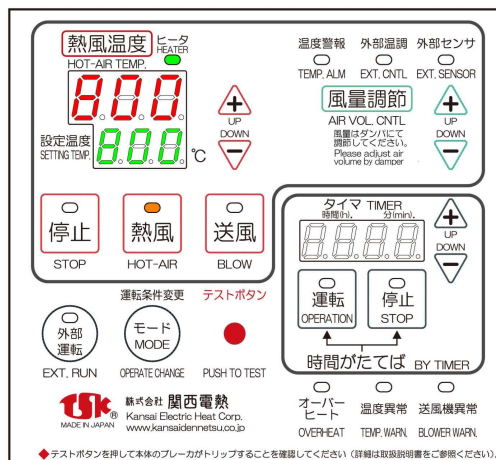 熱風温度
ヒータ
HEATER
HOT-AIR TEMP.
800
設定温度
SETTING TEMP.
800
℃
UP
DOWN
温度警報
TEMP. ALM
外部温調
EXT. CNTL
外部センサ
EXT. SENSOR
風量調節
AIR VOL. CNTL
風量はダンパにて
調節してください。
Please adjust air
volume by damper
UP
DOWN
停止
STOP
熱風
HOT-AIR
送風
BLOW
タイマ TIMER
時間(h). 分(min).
8.8.8.8.
UP
DOWN
運転
OPERATION
停止
STOP
時間がたてば BY TIMER
外部
運転
EXT. RUN
運転条件変更
モード
MODE
OPERATE CHANGE
テストボタン
PUSH TO TEST
オーバー
ヒート
OVERHEAT
温度異常
TEMP. WARN.
送風機異常
BLOWER WARN.
TSK ®
MADE IN JAPAN
株式会社 関西電熱
Kansai Electric Heat Corp.
www.kansaidennetsu.co.jp
◆テストボタンを押して本体のブレーカがトリップすることを確認してください（詳細は取扱説明書をご参照ください）。